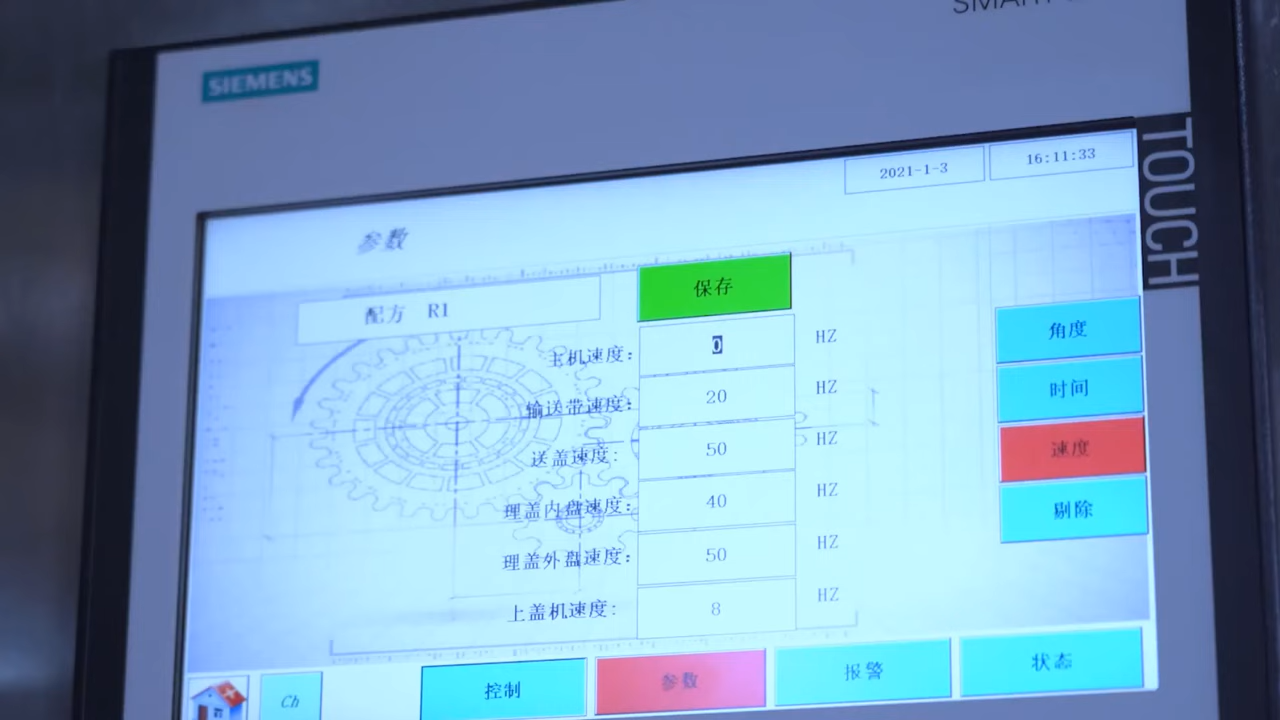 SIEMENS
TOUCH
2021-1-3
16:11:33
参数
配方 R1
保存
主机速度: 0 HZ
输送带速度: 20 HZ
送盖速度: 50 HZ
理盖内盘速度: 40 HZ
理盖外盘速度: 50 HZ
上盖机速度: 8 HZ
角度
时间
速度
剔除
Ch
控制
参数
报警
状态